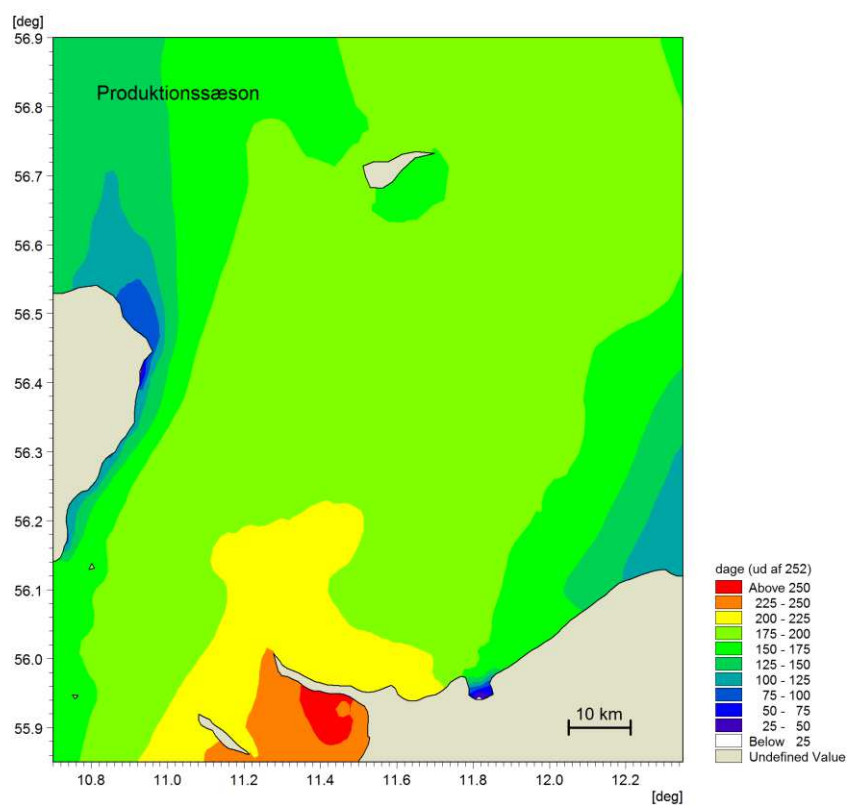 [deg]
56.9
Produktionssæson
56.8
56.7
56.6
56.5
56.4
56.3
56.2
56.1
56.0
55.9
10 km
10.8 11.0 11.2 11.4 11.6 11.8 12.0 12.2
[deg]
dage (ud af 252)
Above 250
225 - 250
200 - 225
175 - 200
150 - 175
125 - 150
100 - 125
75 - 100
50 - 75
25 - 50
Below 25
Undefined Value